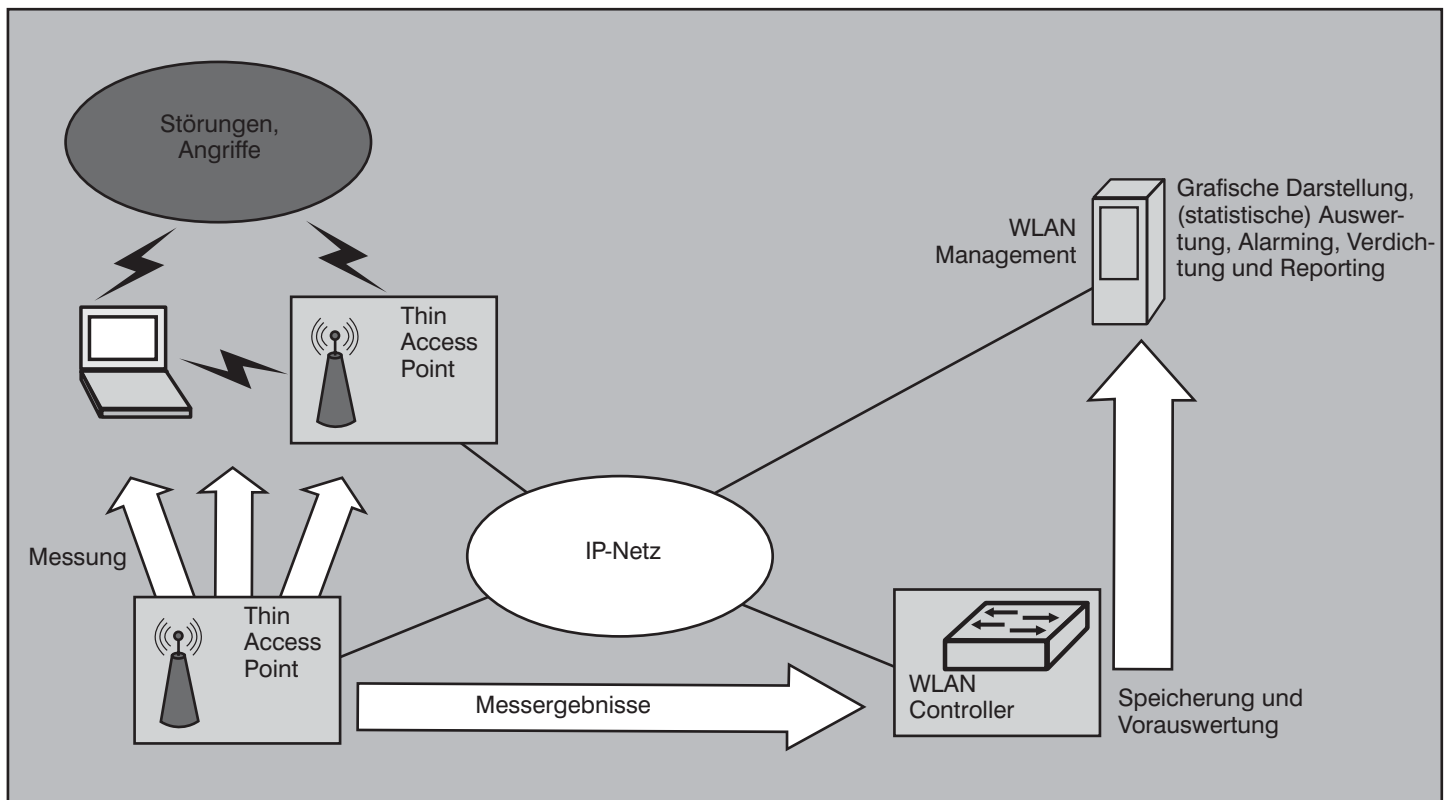 Störungen,
Angriffe
Thin
Access
Point
WLAN
Management
Grafische Darstellung,
(statistische) Auswer-
tung, Alarming, Verdich-
tung und Reporting
Messung
IP-Netz
Thin
Access
Point
Messergebnisse
WLAN
Controller
Speicherung und
Vorauswertung